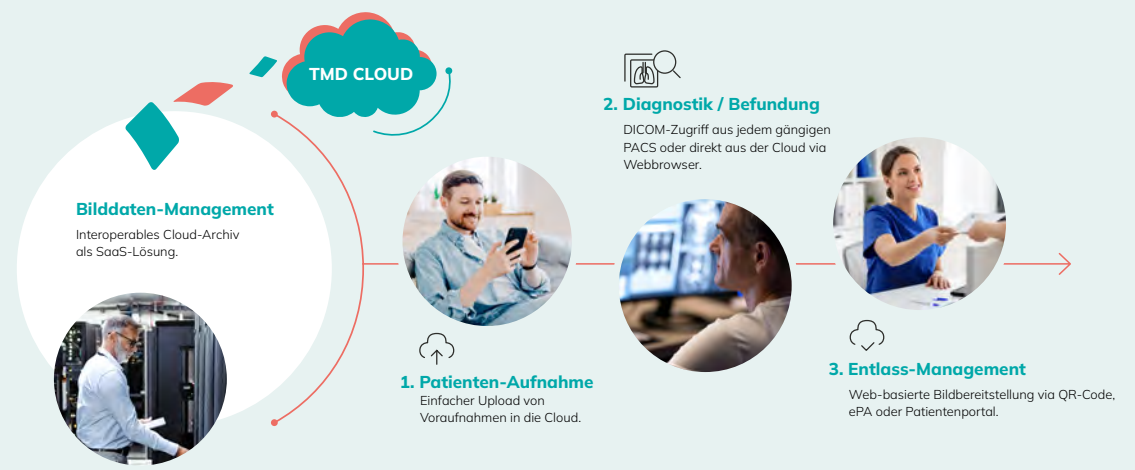 TMD CLOUD
Bilddaten-Management
Interoperables Cloud-Archiv
als SaaS-Lösung.
1. Patienten-Aufnahme
Einfacher Upload von
Voraufnahmen in die Cloud.
2. Diagnostik / Befundung
DICOM-Zugriff aus jedem gängigen
PACS oder direkt aus der Cloud via
Webbrowser.
3. Entlass-Management
Web-basierte Bildbereitstellung via QR-Code,
ePA oder Patientenportal.